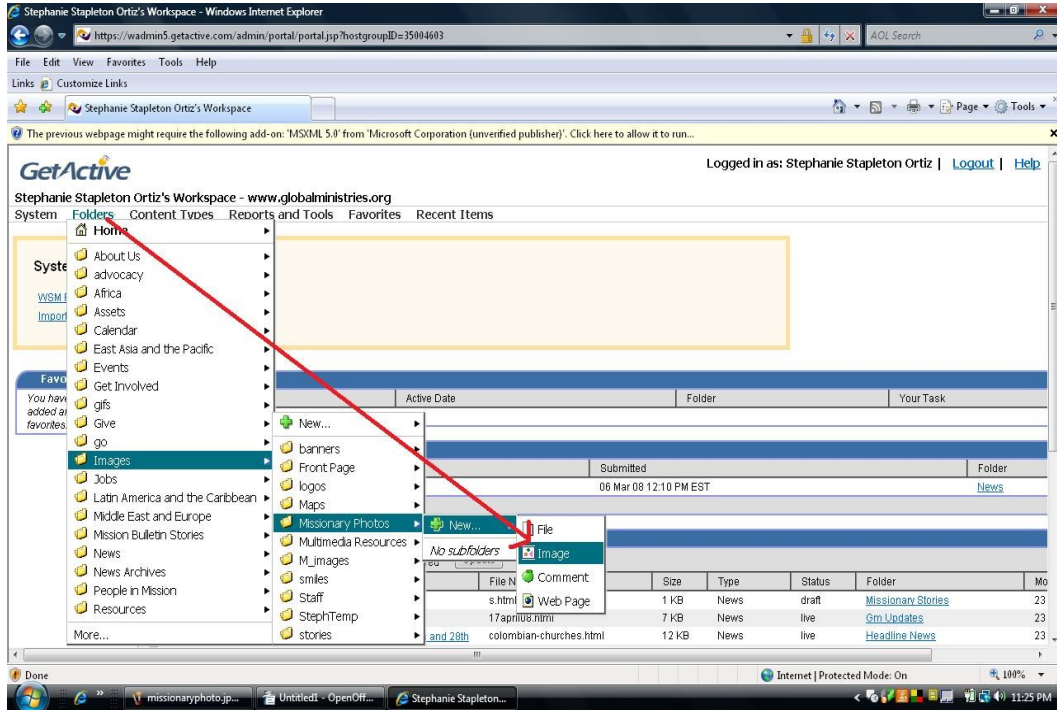 Stephanie Stapleton Ortiz's Workspace - Windows Internet Explorer
https://wadmin5.getactive.com/admin/portal/portal.jsp?hostgroupID=35004603
AOL Search
File Edit View Favorites Tools Help
Links Customize Links
Stephanie Stapleton Ortiz's Workspace
Page Tools
The previous webpage might require the following add-on: 'MSXML 5.0' from 'Microsoft Corporation (unverified publisher)'. Click here to allow it to run...
GetActive
Logged in as: Stephanie Stapleton Ortiz | Logout | Help
Stephanie Stapleton Ortiz's Workspace - www.globalministries.org
System Folders Content Types Reports and Tools Favorites Recent Items
Home
About Us
advocacy
Africa
Assets
Calendar
East Asia and the Pacific
Events
Get Involved
gifs
Give
go
Images
Jobs
Latin America and the Caribbean
Middle East and Europe
Mission Bulletin Stories
News
News Archives
People in Mission
Resources
More...
Syste
WSM
Import
Favo
You have
added a
favorites.
New...
banners
Front Page
logos
Maps
Missionary Photos
Multimedia Resources
M_images
smiles
Staff
StephTemp
stories
New...
No subfolders
File
Image
Comment
Web Page
Active Date Folder Your Task
Submitted Folder
06 Mar 08 12:10 PM EST News
File N Size Type Status Folder Mo
s.html 1 KB News draft Missionary Stories 23
17april08.html 7 KB News live Gm Updates 23
and 28th colombian-churches.html 12 KB News live Headline News 23
Done
Internet | Protected Mode: On 100%
missionaryphoto.jp... Untitled1 - OpenOff... Stephanie Stapleton... 11:25 PM